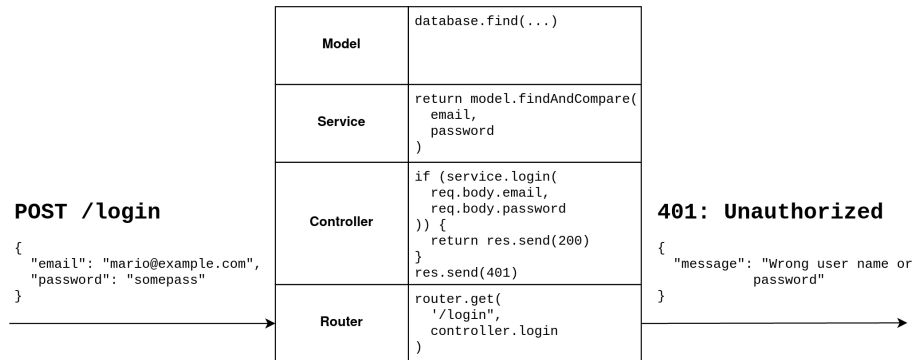 POST /login
{
  "email": "mario@example.com",
  "password": "somepass"
}
Model
database.find(...)
Service
return model.findAndCompare(
  email,
  password
)
Controller
if (service.login(
  req.body.email,
  req.body.password
)) {
  return res.send(200)
}
res.send(401)
Router
router.get(
  '/login",
  controller.login
)
401: Unauthorized
{
  "message": "Wrong user name or
            password"
}